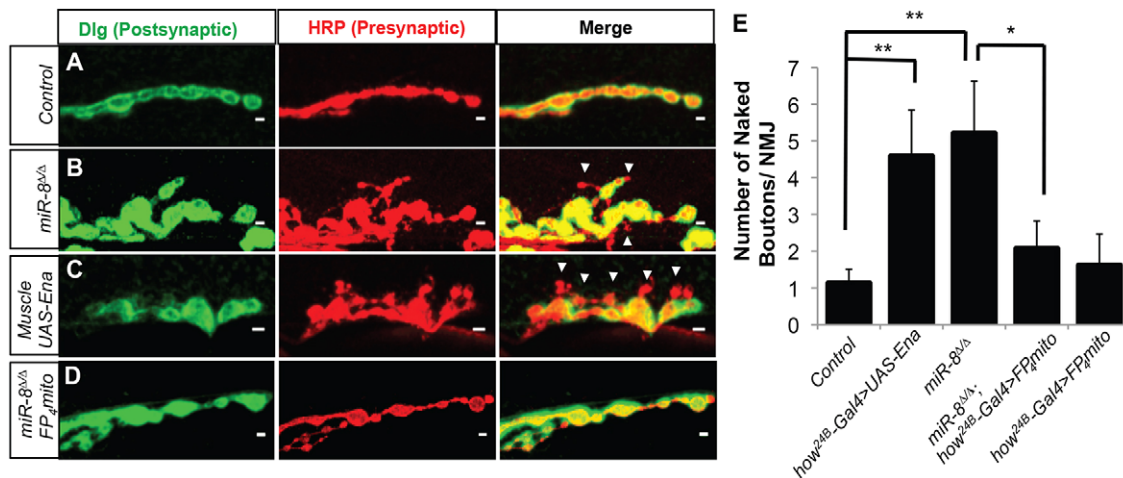 Dlg (Postsynaptic)
HRP (Presynaptic)
Merge
A
Control
B
miR-8Δ/Δ
C
Muscle
UAS-Ena
D
miR-8Δ/Δ
FP4mito
E
**
**
*
Number of Naked
Boutons/ NMJ
7
6
5
4
3
2
1
0
Control
how24B-Gal4>UAS-Ena
miR-8Δ/Δ
miR-8Δ/Δ;
how24B-Gal4>FP4mito
how24B-Gal4>FP4mito